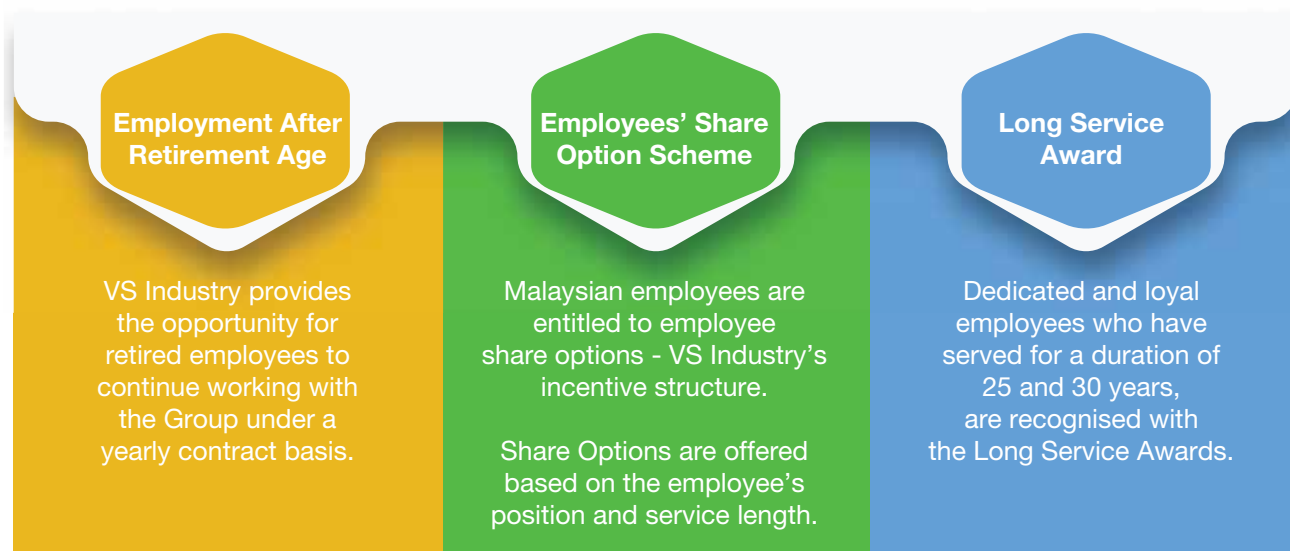 Employment After
Retirement Age
VS Industry provides
the opportunity for
retired employees to
continue working with
the Group under a
yearly contract basis.
Employees’ Share
Option Scheme
Malaysian employees are
entitled to employee
share options - VS Industry’s
incentive structure.
Share Options are offered
based on the employee’s
position and service length.
Long Service
Award
Dedicated and loyal
employees who have
served for a duration of
25 and 30 years,
are recognised with
the Long Service Awards.